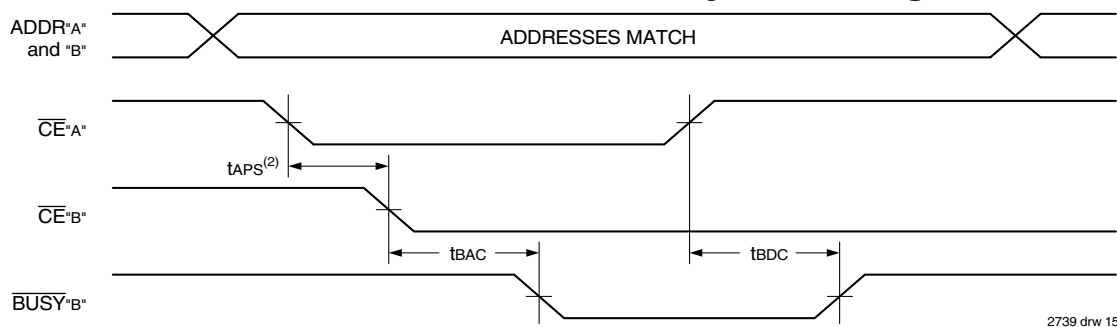 ADDR"A"
and "B"
ADDRESSES MATCH
CE"A"
tAPS(2)
CE"B"
tBAC
tBDC
BUSY"B"
2739 drw 15